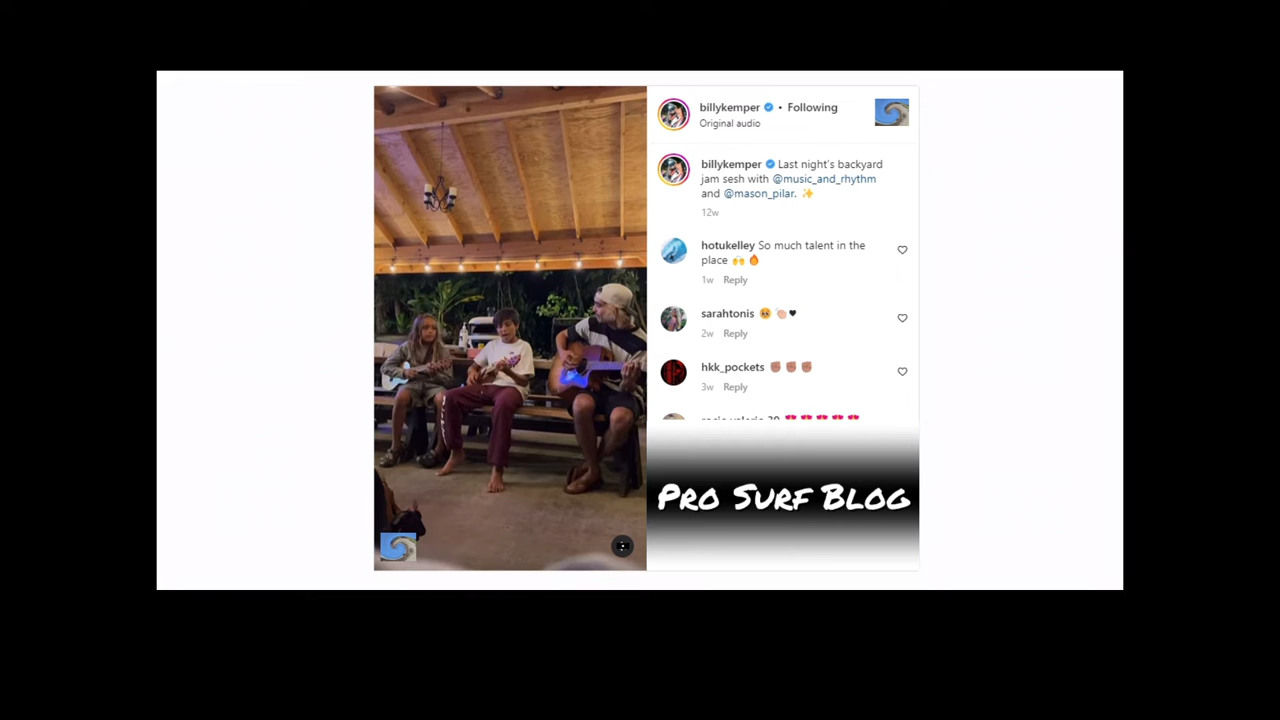 billykemper • Following
Original audio
billykemper Last night's backyard
jam sesh with @music_and_rhythm
and @mason_pilar. ✨
12w
hotukelley So much talent in the
place 🙌🔥
1w Reply
sarahtonis 🥹👏🏻🖤
2w Reply
hkk_pockets ✊🏽✊🏽✊🏽
3w Reply
Pro Surf Blog